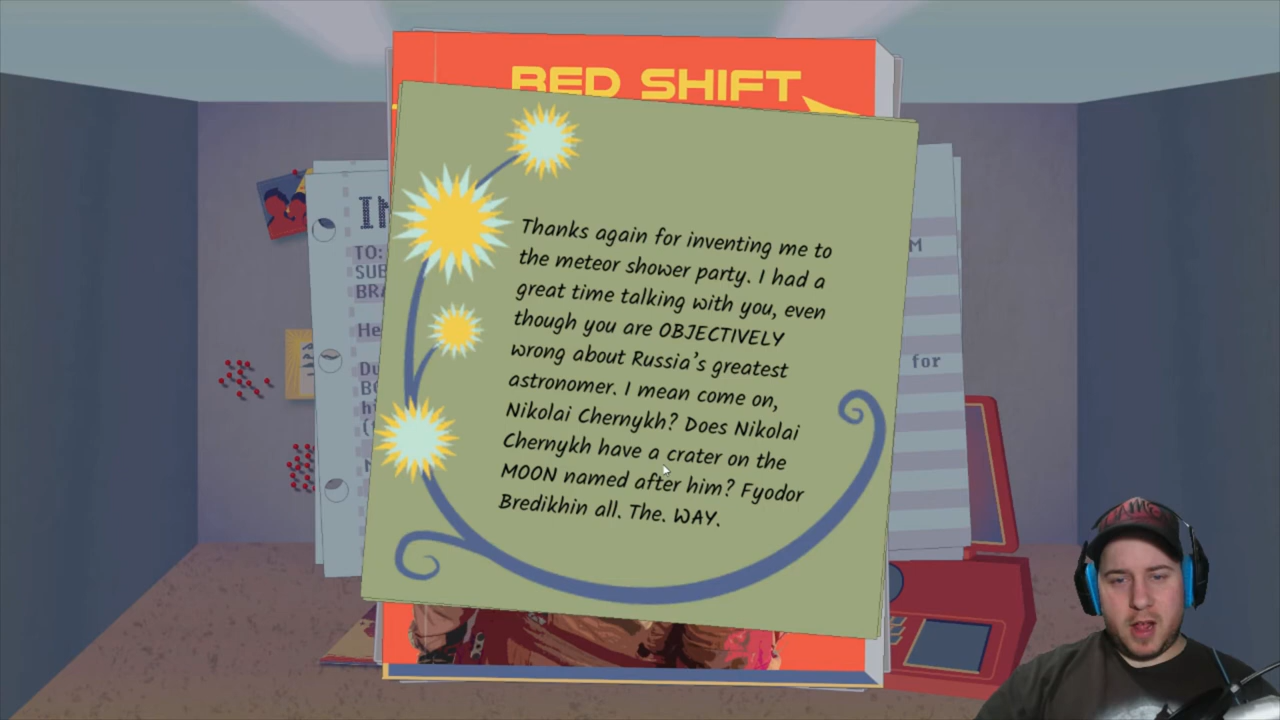 RED SHIFT
Thanks again for inventing me to
the meteor shower party. I had a
great time talking with you, even
though you are OBJECTIVELY
wrong about Russia's greatest
astronomer. I mean come on,
Nikolai Chernykh? Does Nikolai
Chernykh have a crater on the
MOON named after him? Fyodor
Bredikhin all. The. WAY.
TO:
for